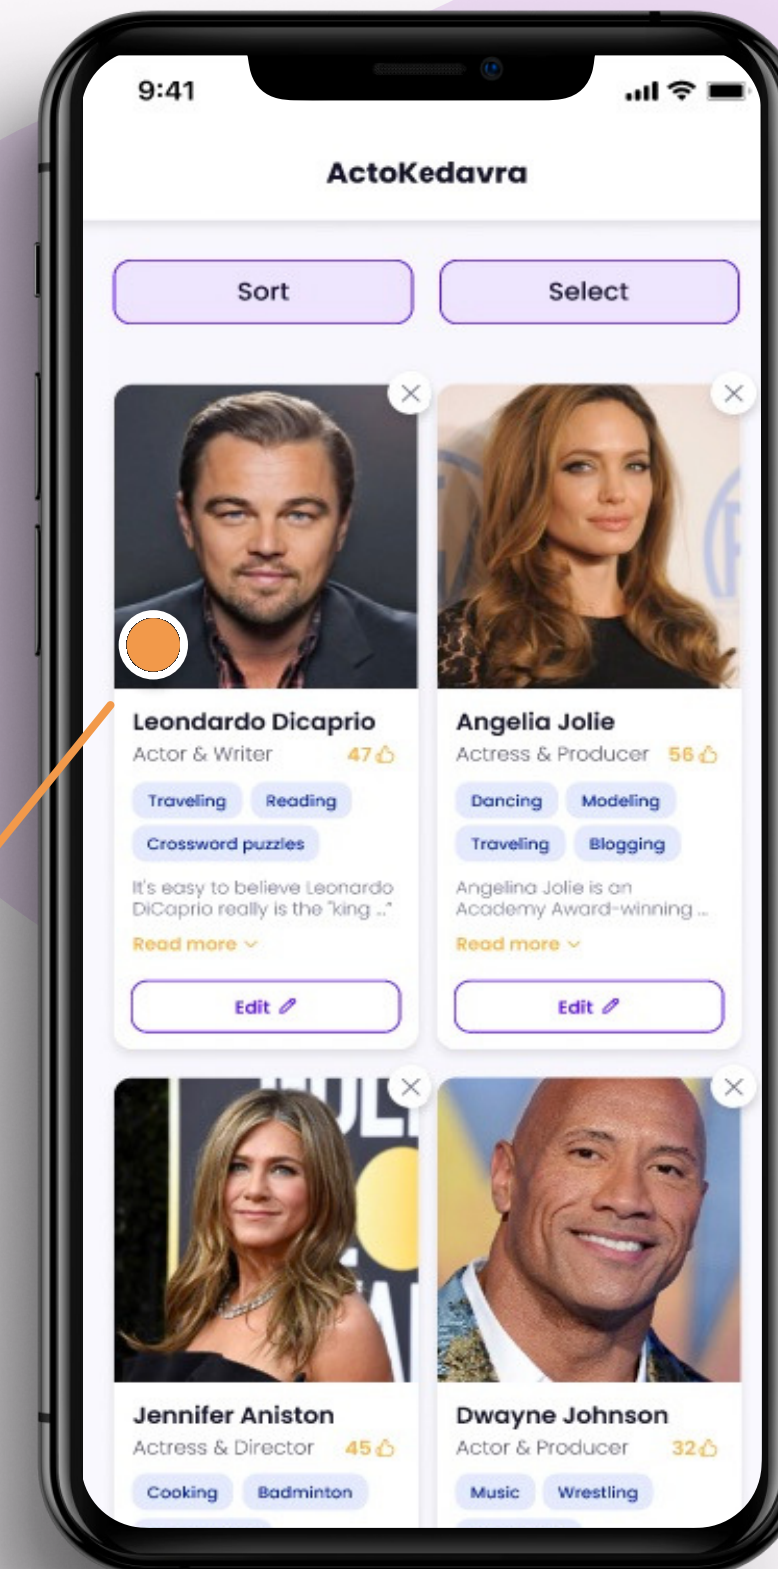 9:41
ActoKedavra
Sort
Select
Leondardo Dicaprio
Actor & Writer 47
Traveling Reading
Crossword puzzles
It's easy to believe Leonardo
DiCaprio really is the "king ..."
Read more
Edit
Angelia Jolie
Actress & Producer 56
Dancing Modeling
Traveling Blogging
Angelina Jolie is an
Academy Award-winning ...
Read more
Edit
Jennifer Aniston
Actress & Director 45
Cooking Badminton
Dwayne Johnson
Actor & Producer 32
Music Wrestling